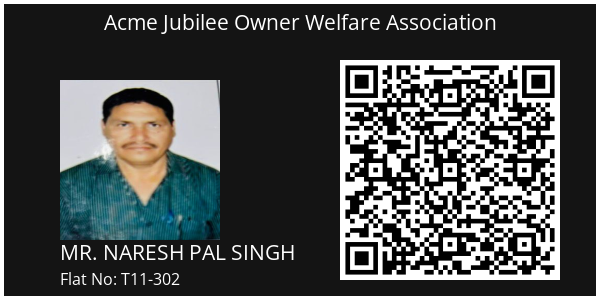 Acme Jubilee Owner Welfare Association
MR. NARESH PAL SINGH
Flat No: T11-302